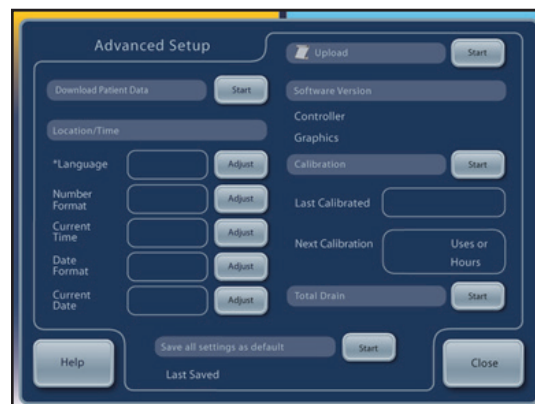 Advanced Setup
Download Patient Data Start
Location/Time
*Language Adjust
Number
Format Adjust
Current
Time Adjust
Date
Format Adjust
Current
Date Adjust
Upload Start
Software Version
Controller
Graphics
Calibration Start
Last Calibrated
Next Calibration Uses or
Hours
Total Drain Start
Help
Save all settings as default Start
Last Saved
Close